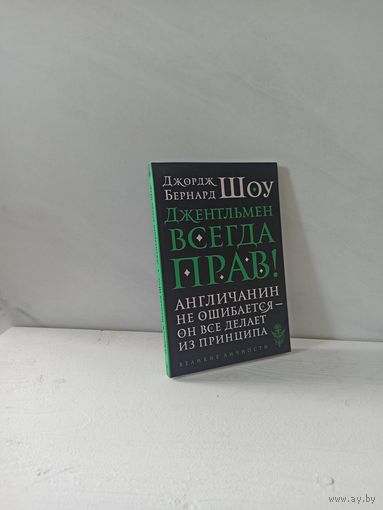 Джордж
Бернард Шоу
Джентльмен
всегда
прав!
Англичанин
не ошибается—
он все делает
из принципа
Великие личности
© www.ay.by